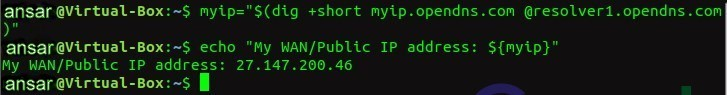 ansar@Virtual-Box:~$ myip="$(dig +short myip.opendns.com @resolver1.opendns.com
)"
ansar@Virtual-Box:~$ echo "My WAN/Public IP address: ${myip}"
My WAN/Public IP address: 27.147.200.46
ansar@Virtual-Box:~$